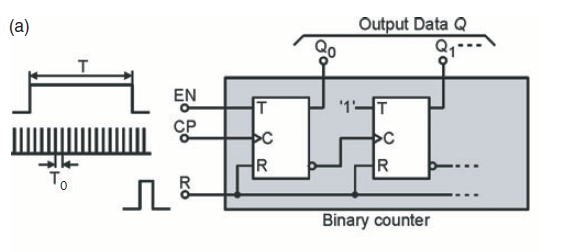 (a)
Output Data Q
Q0
Q1
T
EN
T
'1'
T
CP
C
C
T0
R
R
R
Binary counter